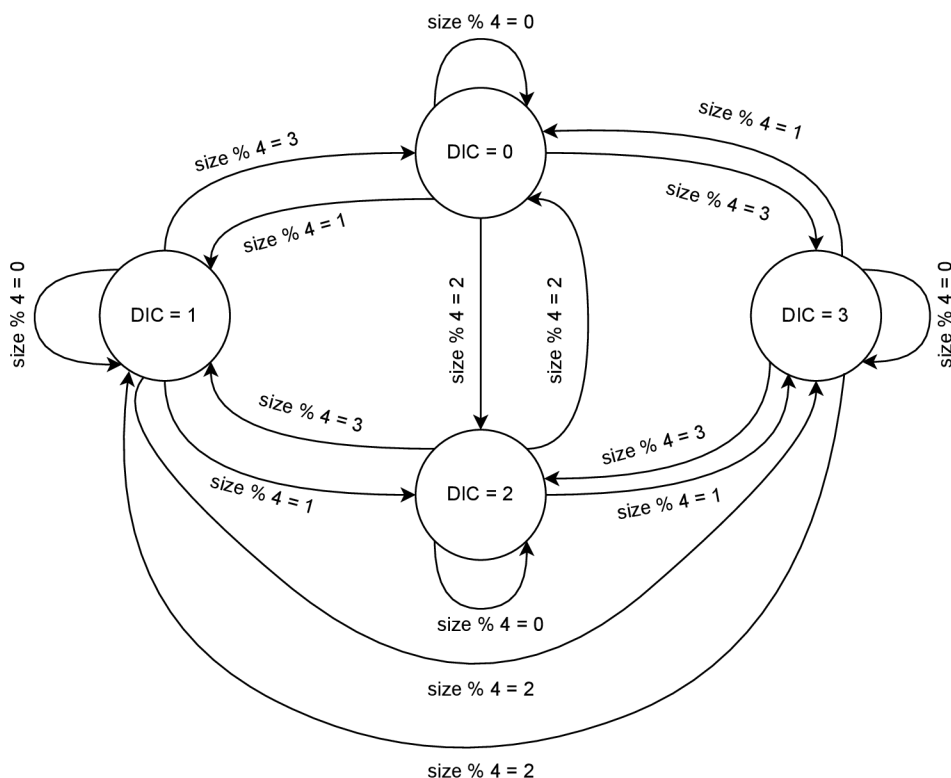 size % 4 = 0
size % 4 = 1
size % 4 = 3
DIC = 0
size % 4 = 3
size % 4 = 1
size % 4 = 0
DIC = 1
size % 4 = 2
size % 4 = 2
DIC = 3
size % 4 = 0
size % 4 = 3
size % 4 = 3
size % 4 = 1
DIC = 2
size % 4 = 1
size % 4 = 0
size % 4 = 2
size % 4 = 2